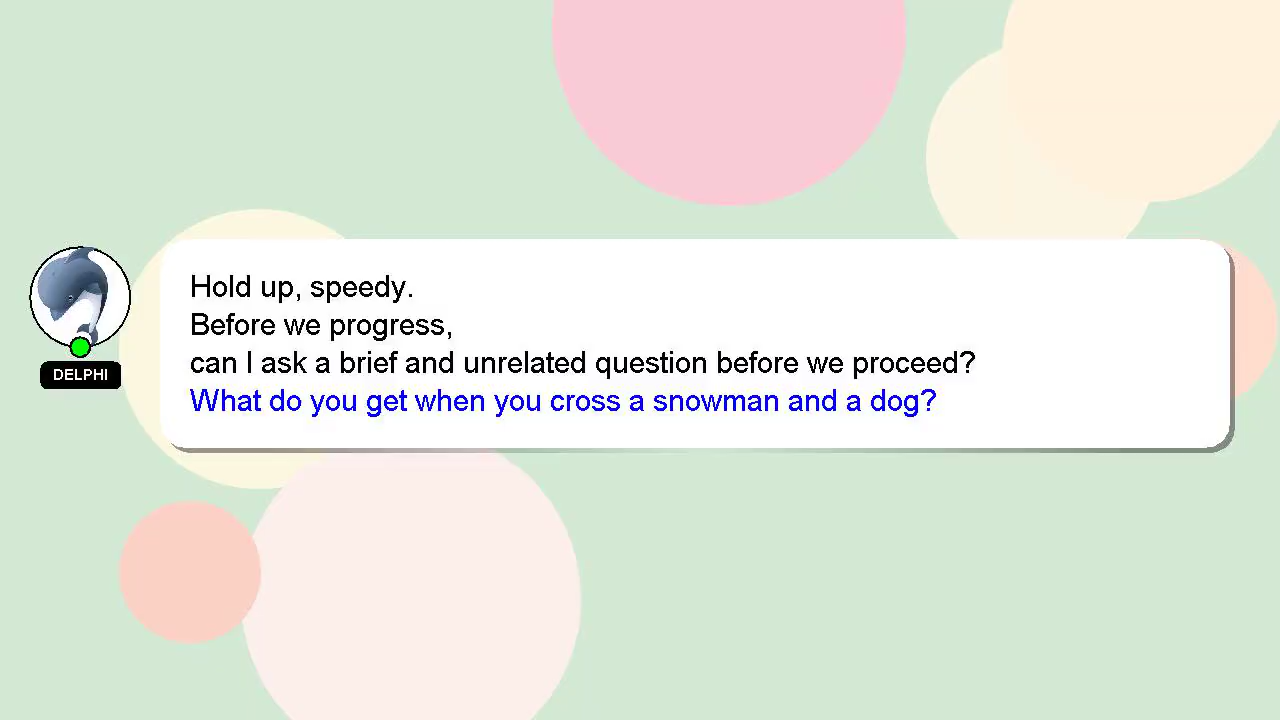 Hold up, speedy.
Before we progress,
can I ask a brief and unrelated question before we proceed?
What do you get when you cross a snowman and a dog?
DELPHI